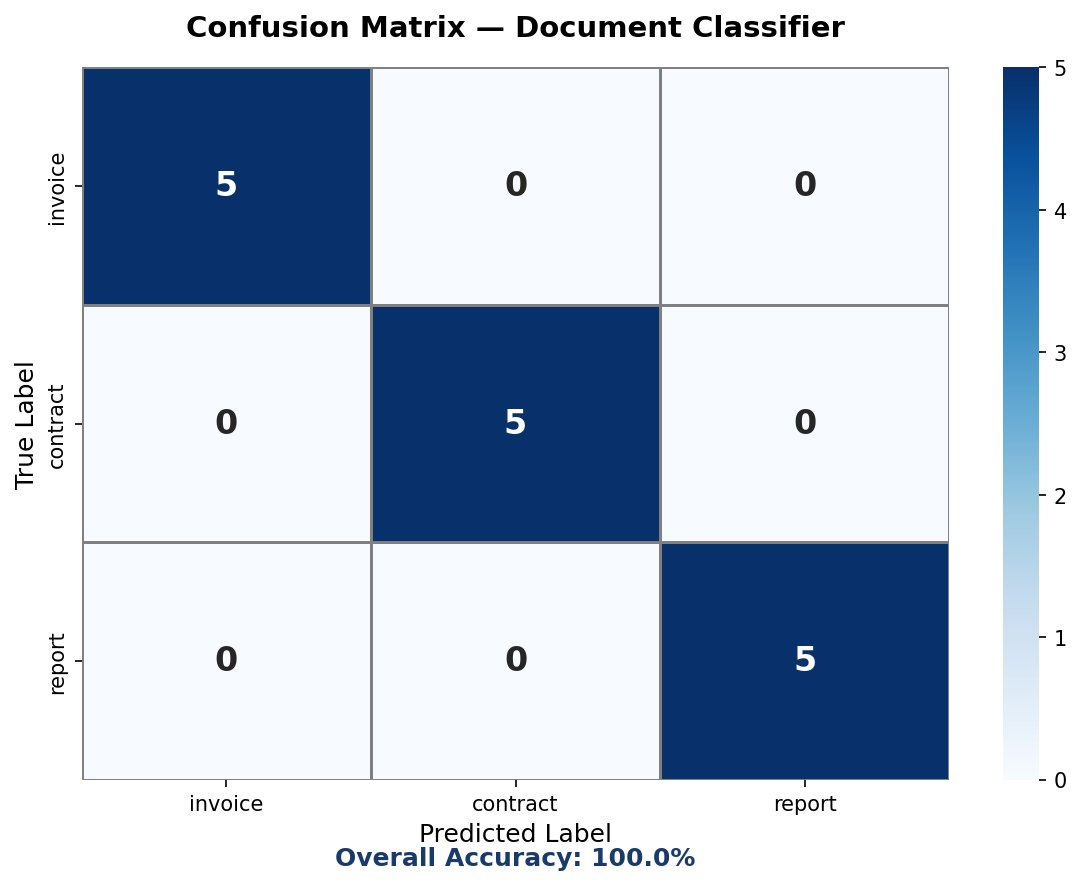 Confusion Matrix — Document Classifier
5 0 0
0 5 0
0 0 5
True Label
invoice
contract
report
invoice contract report
Predicted Label
Overall Accuracy: 100.0%
5
4
3
2
1
0